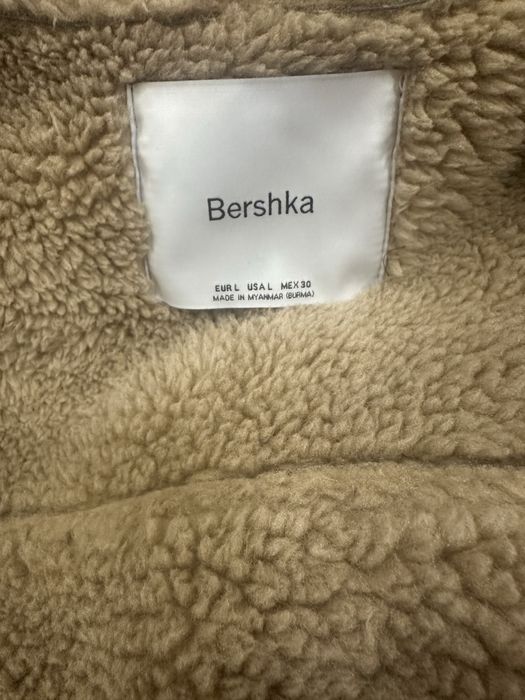 Bershka
EUR L USA L MEX 30
MADE IN MYANMAR (BURMA)